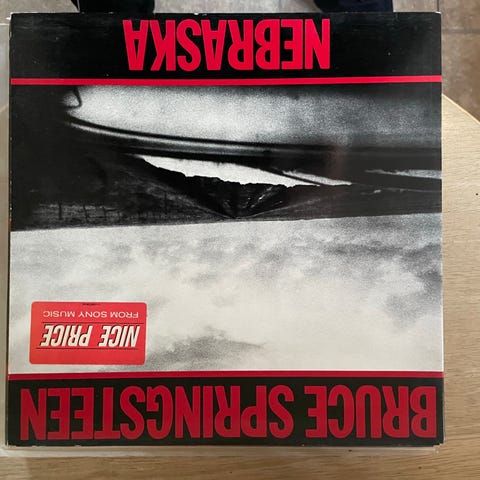 BRUCE SPRINGSTEEN
NICE PRICE
FROM SONY MUSIC
NEBRASKA